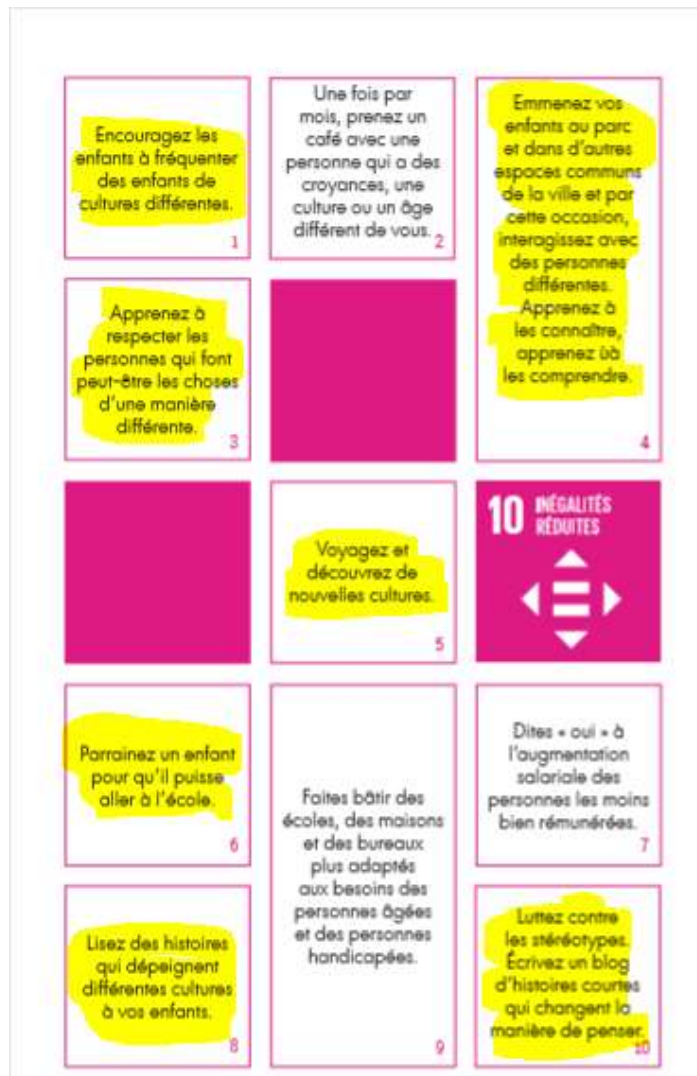 Encouragez les
enfants à fréquenter
des enfants de
cultures différentes.
1
Une fois par
mois, prenez un
café avec une
personne qui a des
croyances, une
culture ou un âge
différent de vous.
2
Emmenez vos
enfants au parc
et dans d'autres
espaces communs
de la ville et par
cette occasion,
interagissez avec
des personnes
différentes.
Apprenez à
les connaître,
apprenez ùà
les comprendre.
4
Apprenez à
respecter les
personnes qui font
peut-être les choses
d'une manière
différente.
3
Voyagez et
découvrez de
nouvelles cultures.
5
10 INÉGALITÉS
RÉDUITES
Parrainez un enfant
pour qu'il puisse
aller à l'école.
6
Faites bâtir des
écoles, des maisons
et des bureaux
plus adaptés
aux besoins des
personnes âgées
et des personnes
handicapées.
9
Dites « oui » à
l'augmentation
salariale des
personnes les moins
bien rémunérées.
7
Lisez des histoires
qui dépeignent
différentes cultures
à vos enfants.
8
Luttez contre
les stéréotypes.
Écrivez un blog
d'histoires courtes
qui changent la
manière de penser.
10